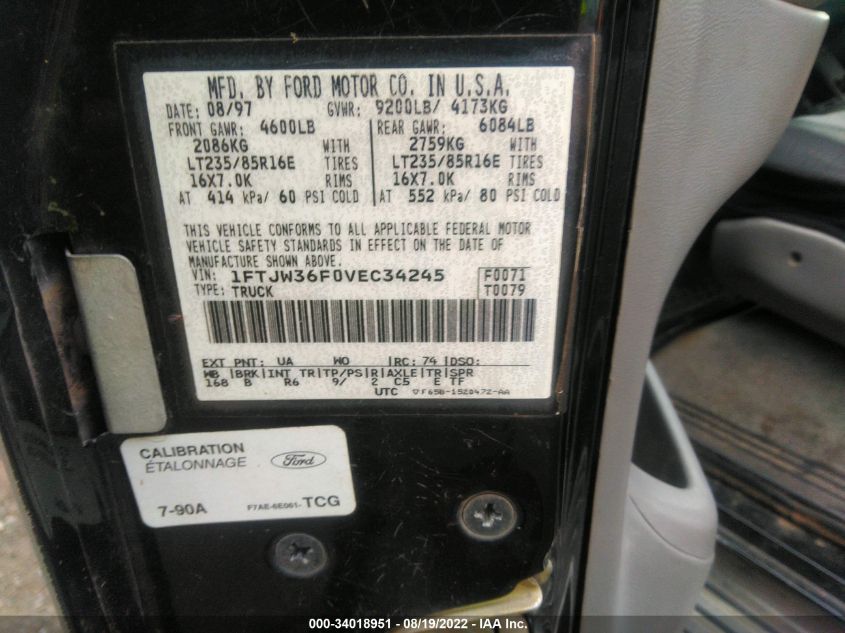 MFD. BY FORD MOTOR CO. IN U.S.A.
DATE: 08/97 GVWR: 9200LB/ 4173KG
FRONT GAWR: 4600LB REAR GAWR: 6084LB
2086KG WITH 2759KG WITH
LT235/85R16E TIRES LT235/85R16E TIRES
16X7.0K RIMS 16X7.0K RIMS
AT 414 kPa/ 60 PSI COLD AT 552 kPa/ 80 PSI COLD
THIS VEHICLE CONFORMS TO ALL APPLICABLE FEDERAL MOTOR
VEHICLE SAFETY STANDARDS IN EFFECT ON THE DATE OF
MANUFACTURE SHOWN ABOVE.
VIN: 1FTJW36F0VEC34245 F0071
TYPE: TRUCK T0079
EXT PNT: UA WO RC: 74 DSO:
WB BRK INT TR TP/PS R AXLE TR SPR
168 B R6 9/ 2 C5 E TF
UTC ▽F65B-1520472-AA
CALIBRATION
ÉTALONNAGE Ford
7-90A F7AE-6E061-TCG
000-34018951 - 08/19/2022 - IAA Inc.